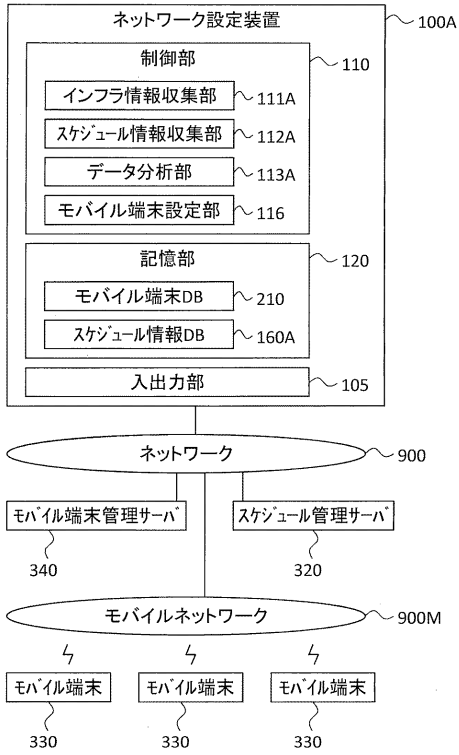 ネットワーク設定装置
100A
制御部
110
インフラ情報収集部
111A
スケジュール情報収集部
112A
データ分析部
113A
モバイル端末設定部
116
記憶部
120
モバイル端末DB
210
スケジュール情報DB
160A
入出力部
105
ネットワーク
900
モバイル端末管理サーバ
スケジュール管理サーバ
340
320
モバイルネットワーク
900M
モバイル端末
モバイル端末
モバイル端末
330
330
330